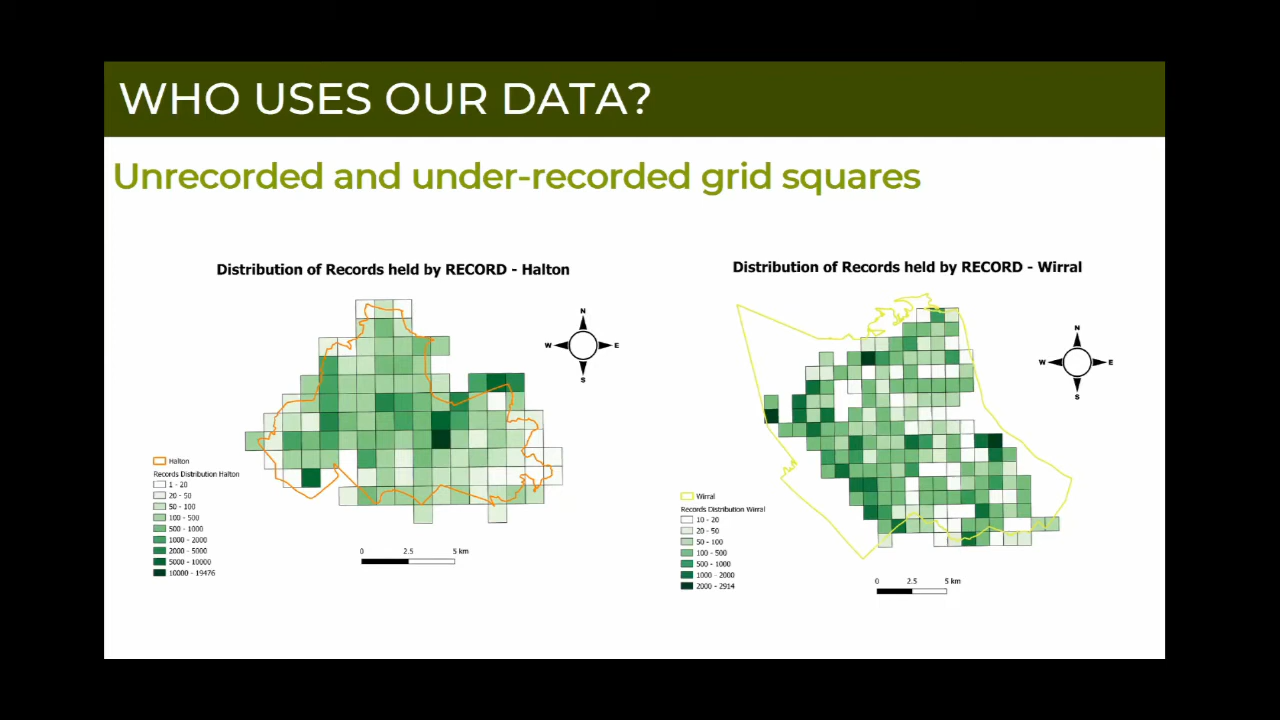 WHO USES OUR DATA?
Unrecorded and under-recorded grid squares
Distribution of Records held by RECORD - Halton
N
W
E
S
Halton
Records Distribution Halton
1 - 20
20 - 50
50 - 100
100 - 500
500 - 1000
1000 - 2000
2000 - 5000
5000 - 10000
10000 - 19476
0 2.5 5 km
Distribution of Records held by RECORD - Wirral
N
W
E
S
Wirral
Records Distribution Wirral
10 - 20
20 - 50
50 - 100
100 - 500
500 - 1000
1000 - 2000
2000 - 2914
0 2.5 5 km